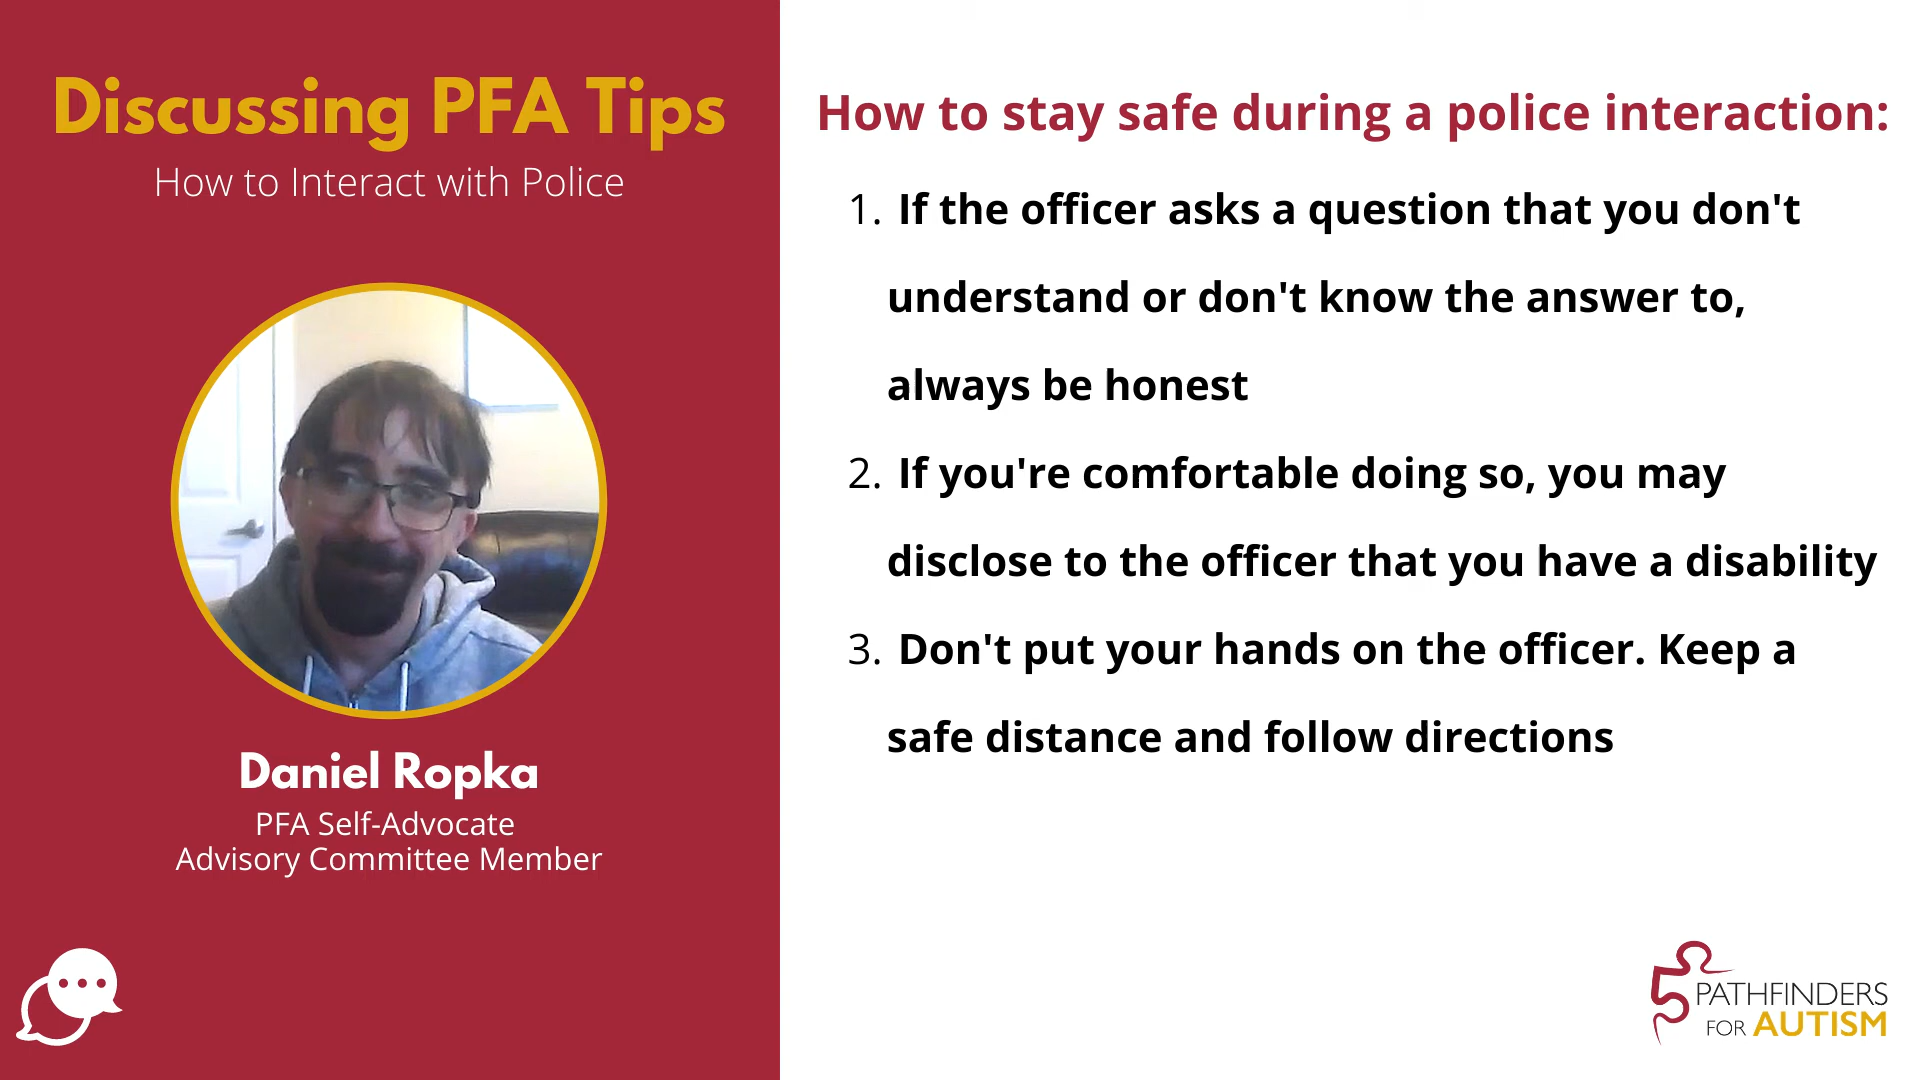 Discussing PFA Tips
How to Interact with Police
Daniel Ropka
PFA Self-Advocate
Advisory Committee Member
How to stay safe during a police interaction:
1. If the officer asks a question that you don't
understand or don't know the answer to,
always be honest
2. If you're comfortable doing so, you may
disclose to the officer that you have a disability
3. Don't put your hands on the officer. Keep a
safe distance and follow directions
PATHFINDERS
FOR AUTISM